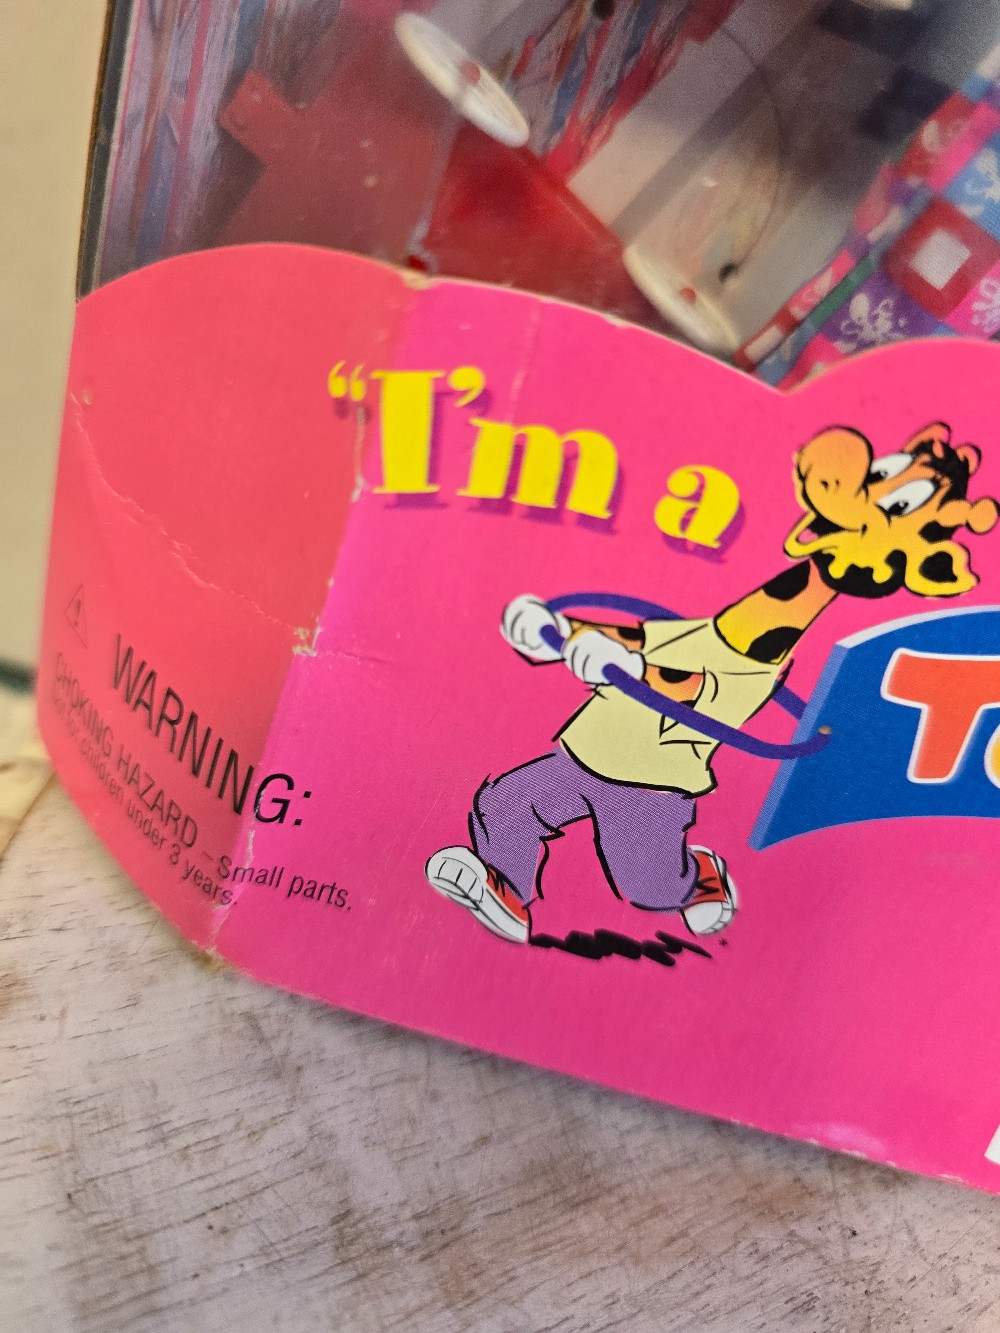 “I’m a
To
WARNING:
CHOKING HAZARD – Small parts.
Not for children under 3 years.